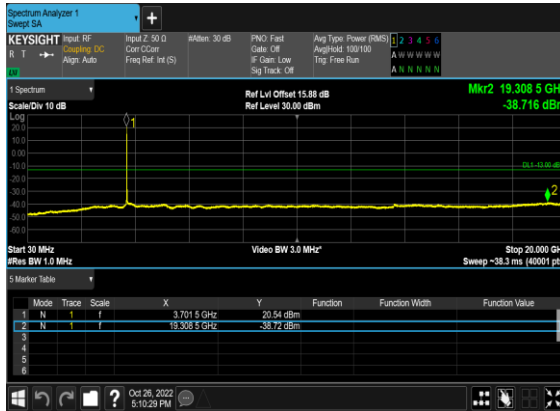 Spectrum Analyzer 1
Swept SA
+
KEYSIGHT
R T
Input: RF
Coupling: DC
Align: Auto
Input Z: 50 Ω
Corr CCorr
Freq Ref: Int (S)
#Atten: 30 dB
PNO: Fast
Gate: Off
IF Gain: Low
Sig Track: Off
Avg Type: Power (RMS)
Avg|Hold: 100/100
Trig: Free Run
1 2 3 4 5 6
A W W W W W
A N N N N N
1 Spectrum
Scale/Div 10 dB
Ref Lvl Offset 15.88 dB
Ref Level 30.00 dBm
Mkr2 19.308 5 GHz
-38.716 dBm
Log
20.0
10.0
0.00
-10.0
-20.0
-30.0
-40.0
-50.0
-60.0
1
DL1 -13.00 dB
2
Start 30 MHz
#Res BW 1.0 MHz
Video BW 3.0 MHz*
Stop 20.000 GH
Sweep ~38.3 ms (40001 pts
5 Marker Table
Mode Trace Scale X Y Function Function Width Function Value
1 N 1 f 3.701 5 GHz 20.54 dBm
2 N 1 f 19.308 5 GHz -38.72 dBm
3
4
5
6
?
Oct 26, 2022
5:10:29 PM